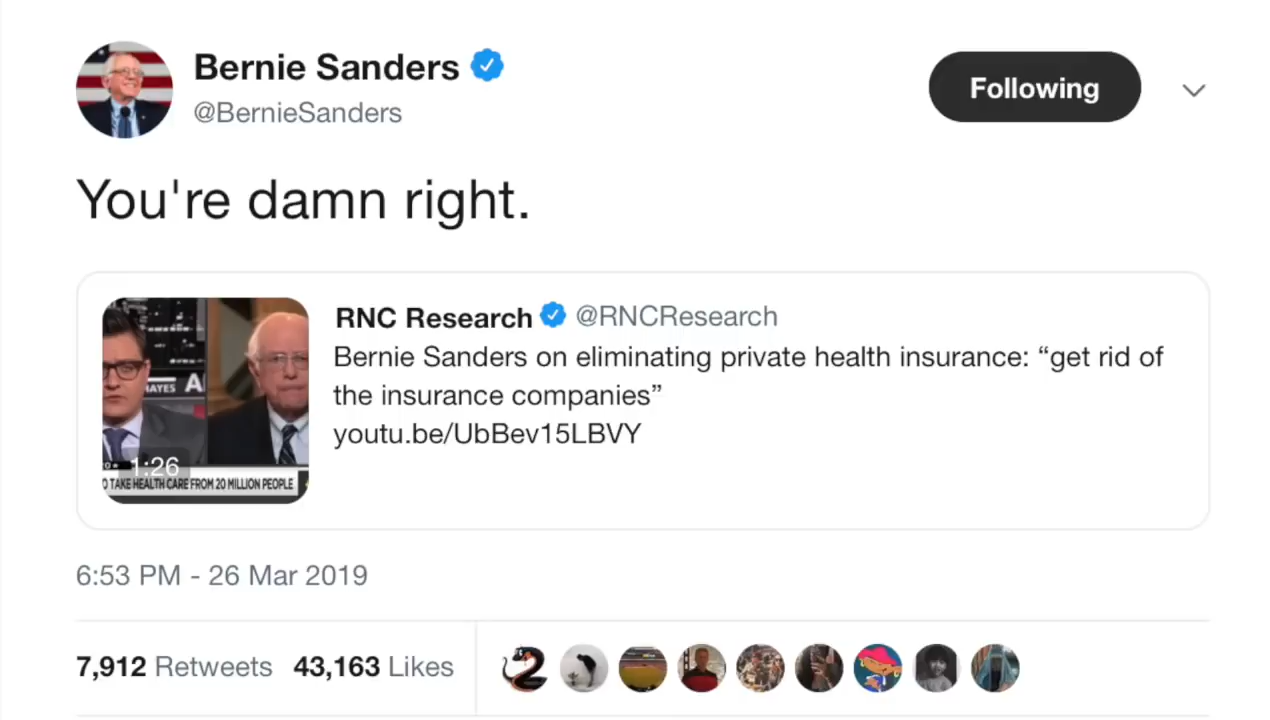 Bernie Sanders
@BernieSanders
Following
You're damn right.
RNC Research @RNCResearch
Bernie Sanders on eliminating private health insurance: “get rid of
the insurance companies”
youtu.be/UbBev15LBVY
HAYES A
1:26
O TAKE HEALTH CARE FROM 20 MILLION PEOPLE
6:53 PM - 26 Mar 2019
7,912 Retweets 43,163 Likes